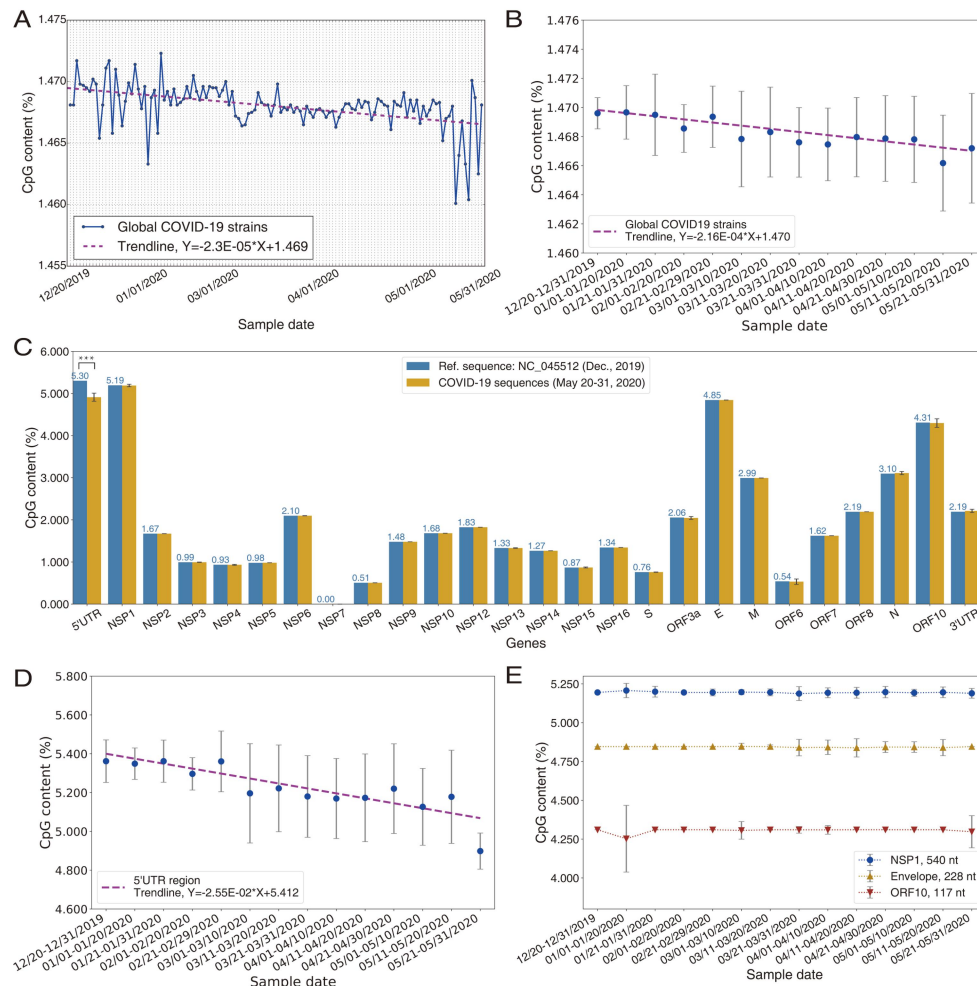 A
1.475
1.470
1.465
1.460
1.455
CpG content (%)
Global COVID-19 strains
Trendline, Y=-2.3E-05*X+1.469
12/20/2019
01/01/2020
03/01/2020
04/01/2020
05/01/2020
05/31/2020
Sample date
B
1.476
1.474
1.472
1.470
1.468
1.466
1.464
1.462
1.460
CpG content (%)
Global COVID19 strains
Trendline, Y=-2.16E-04*X+1.470
12/20-12/31/2019
01/01-01/20/2020
01/21-01/31/2020
02/01-02/20/2020
02/21-02/29/2020
03/01-03/10/2020
03/11-03/20/2020
03/21-03/31/2020
04/01-04/10/2020
04/11-04/20/2020
04/21-04/30/2020
05/01-05/10/2020
05/11-05/20/2020
05/21-05/31/2020
Sample date
C
6.000
5.000
4.000
3.000
2.000
1.000
0.000
CpG content (%)
Ref. sequence: NC_045512 (Dec., 2019)
COVID-19 sequences (May 20-31, 2020)
***
5.30
5.19
1.67
0.99
0.93
0.98
2.10
0.00
0.51
1.48
1.68
1.83
1.33
1.27
0.87
1.34
0.76
2.06
4.85
2.99
0.54
1.62
2.19
3.10
4.31
2.19
5'UTR
NSP1
NSP2
NSP3
NSP4
NSP5
NSP6
NSP7
NSP8
NSP9
NSP10
NSP12
NSP13
NSP14
NSP15
NSP16
S
ORF3a
E
M
ORF6
ORF7
ORF8
N
ORF10
3'UTR
Genes
D
5.800
5.600
5.400
5.200
5.000
4.800
4.600
CpG content (%)
5'UTR region
Trendline, Y=-2.55E-02*X+5.412
12/20-12/31/2019
01/01-01/20/2020
01/21-01/31/2020
02/01-02/20/2020
02/21-02/29/2020
03/01-03/10/2020
03/11-03/20/2020
03/21-03/31/2020
04/01-04/10/2020
04/11-04/20/2020
04/21-04/30/2020
05/01-05/10/2020
05/11-05/20/2020
05/21-05/31/2020
Sample date
E
5.250
5.000
4.750
4.500
4.250
4.000
CpG content (%)
NSP1, 540 nt
Envelope, 228 nt
ORF10, 117 nt
12/20-12/31/2019
01/01-01/20/2020
01/21-01/31/2020
02/01-02/20/2020
02/21-02/29/2020
03/01-03/10/2020
03/11-03/20/2020
03/21-03/31/2020
04/01-04/10/2020
04/11-04/20/2020
04/21-04/30/2020
05/01-05/10/2020
05/11-05/20/2020
05/21-05/31/2020
Sample date